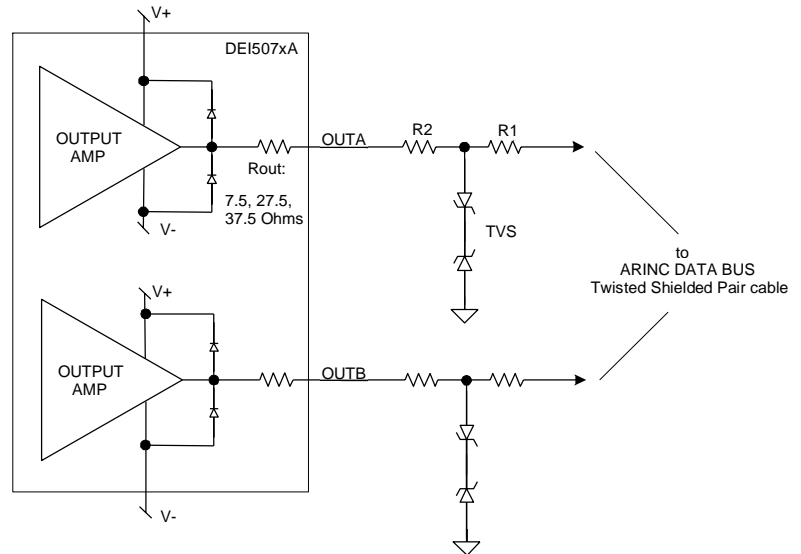 V+
DEI507xA
OUTPUT
AMP
OUTA
R2
R1
Rout:
7.5, 27.5,
37.5 Ohms
V-
TVS
to
ARINC DATA BUS
Twisted Shielded Pair cable
V+
OUTPUT
AMP
OUTB
V-